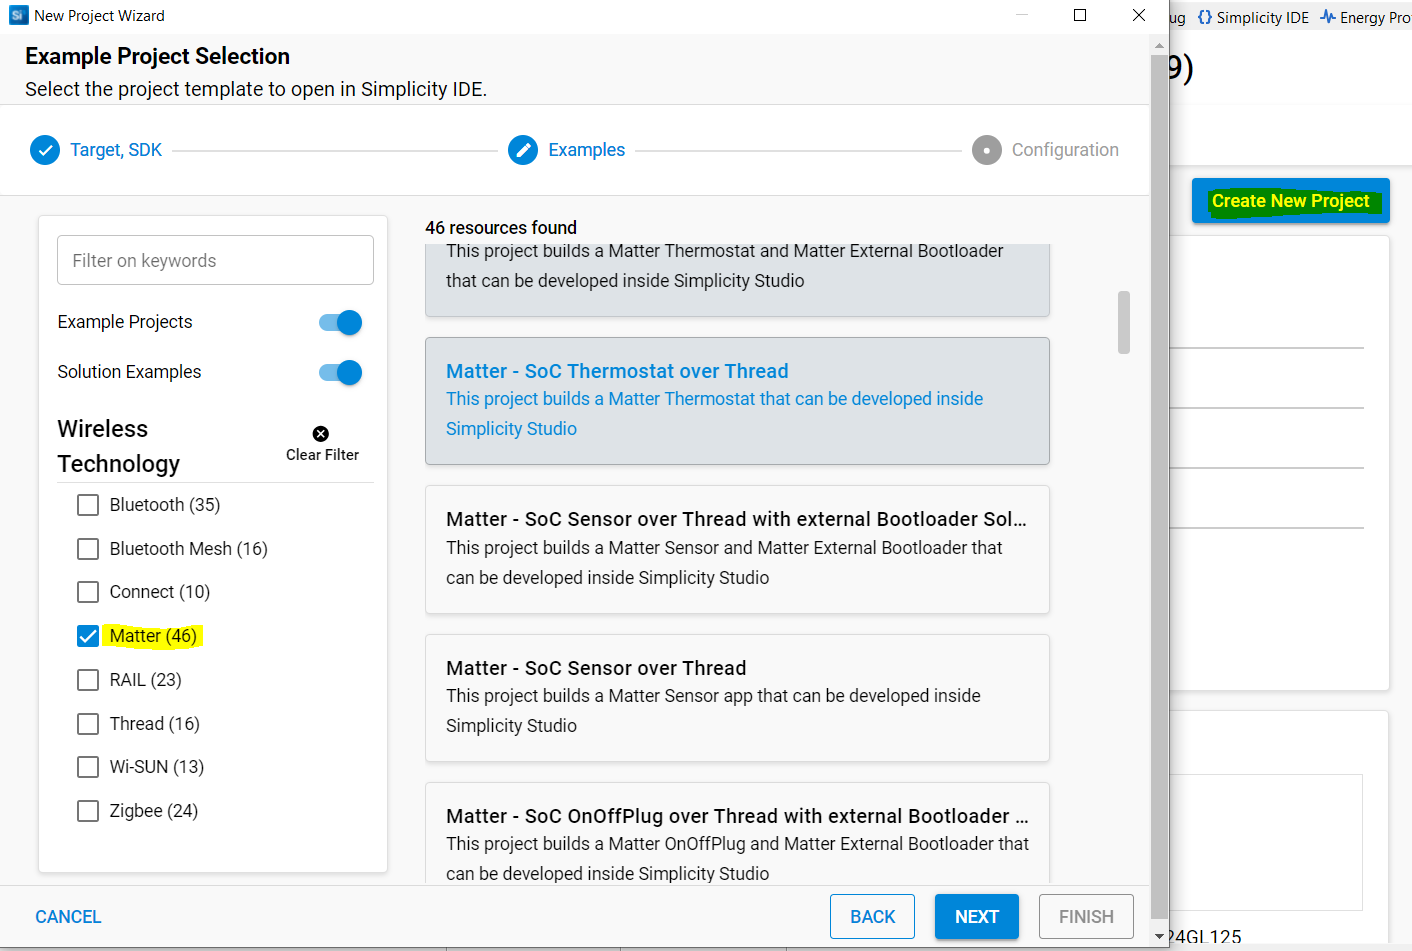 Si New Project Wizard
ug {} Simplicity IDE Energy Pro
Example Project Selection
Select the project template to open in Simplicity IDE.
9)
Target, SDK
Examples
Configuration
Create New Project
Filter on keywords
Example Projects
Solution Examples
Wireless
Technology
Clear Filter
Bluetooth (35)
Bluetooth Mesh (16)
Connect (10)
Matter (46)
RAIL (23)
Thread (16)
Wi-SUN (13)
Zigbee (24)
46 resources found
This project builds a Matter Thermostat and Matter External Bootloader
that can be developed inside Simplicity Studio
Matter - SoC Thermostat over Thread
This project builds a Matter Thermostat that can be developed inside
Simplicity Studio
Matter - SoC Sensor over Thread with external Bootloader Sol...
This project builds a Matter Sensor and Matter External Bootloader that
can be developed inside Simplicity Studio
Matter - SoC Sensor over Thread
This project builds a Matter Sensor app that can be developed inside
Simplicity Studio
Matter - SoC OnOffPlug over Thread with external Bootloader ...
This project builds a Matter OnOffPlug and Matter External Bootloader that
can be developed inside Simplicity Studio
CANCEL
BACK
NEXT
FINISH
24GL125